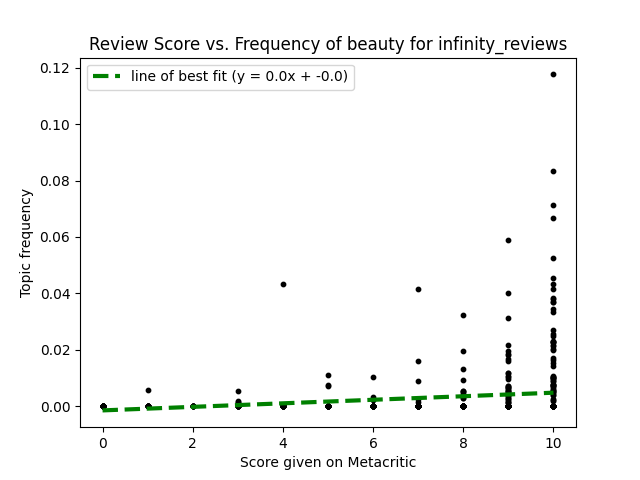 Review Score vs. Frequency of beauty for infinity_reviews
line of best fit (y = 0.0x + -0.0)
0.12
0.10
0.08
0.06
0.04
0.02
0.00
Topic frequency
0 2 4 6 8 10
Score given on Metacritic